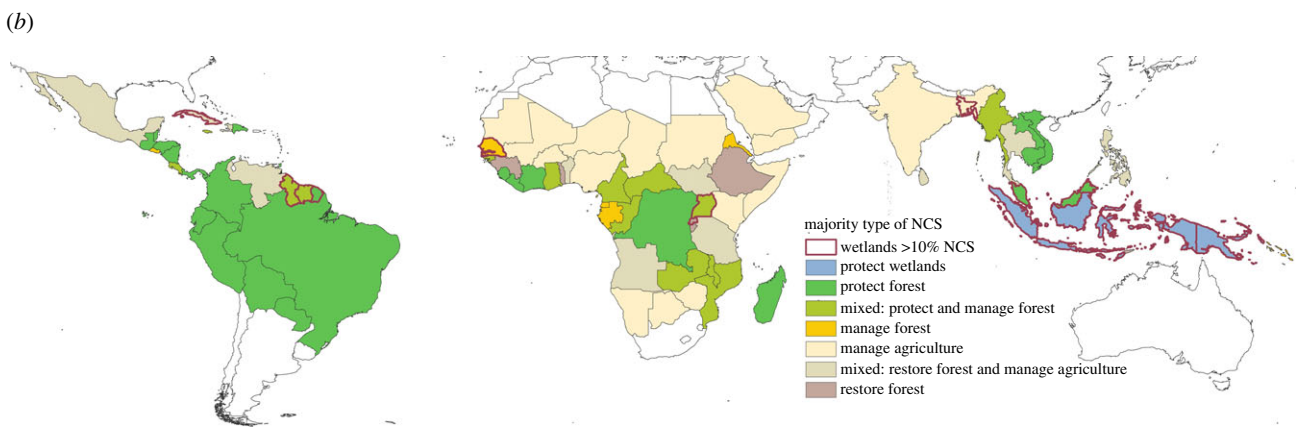 (b)
majority type of NCS
wetlands >10% NCS
protect wetlands
protect forest
mixed: protect and manage forest
manage forest
manage agriculture
mixed: restore forest and manage agriculture
restore forest